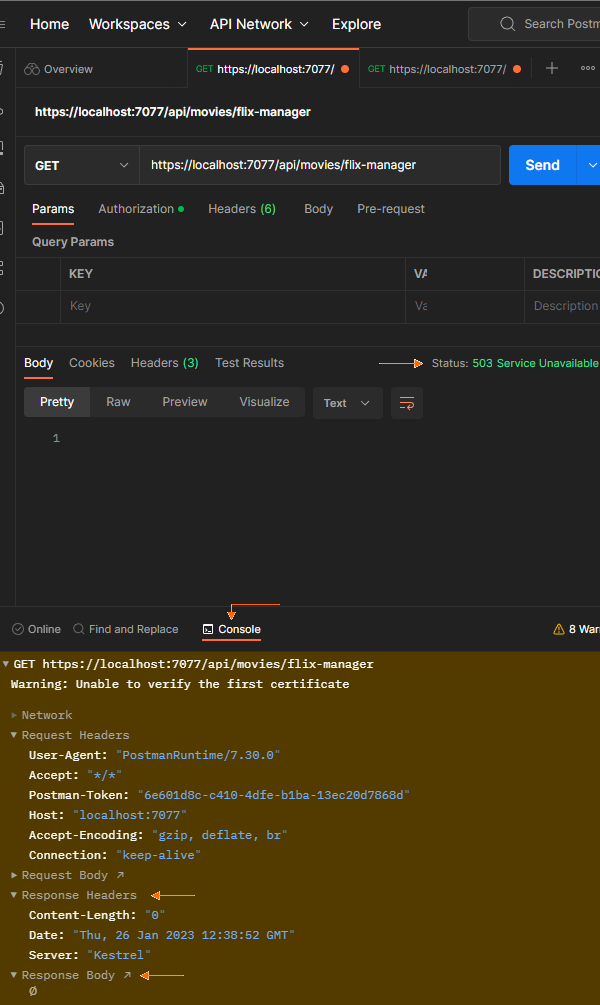 Home Workspaces API Network Explore Search Postm
Overview GET https://localhost:7077/ GET https://localhost:7077/
https://localhost:7077/api/movies/flix-manager
GET https://localhost:7077/api/movies/flix-manager Send
Params Authorization Headers (6) Body Pre-request
Query Params
KEY VA DESCRIPTIO
Key Va Description
Body Cookies Headers (3) Test Results Status: 503 Service Unavailable
Pretty Raw Preview Visualize Text
1
Online Find and Replace Console 8 Warn
GET https://localhost:7077/api/movies/flix-manager
Warning: Unable to verify the first certificate
Network
Request Headers
User-Agent: "PostmanRuntime/7.30.0"
Accept: "*/*"
Postman-Token: "6e601d8c-c410-4dfe-b1ba-13ec20d7868d"
Host: "localhost:7077"
Accept-Encoding: "gzip, deflate, br"
Connection: "keep-alive"
Request Body ↗
Response Headers
Content-Length: "0"
Date: "Thu, 26 Jan 2023 12:38:52 GMT"
Server: "Kestrel"
Response Body ↗
Ø